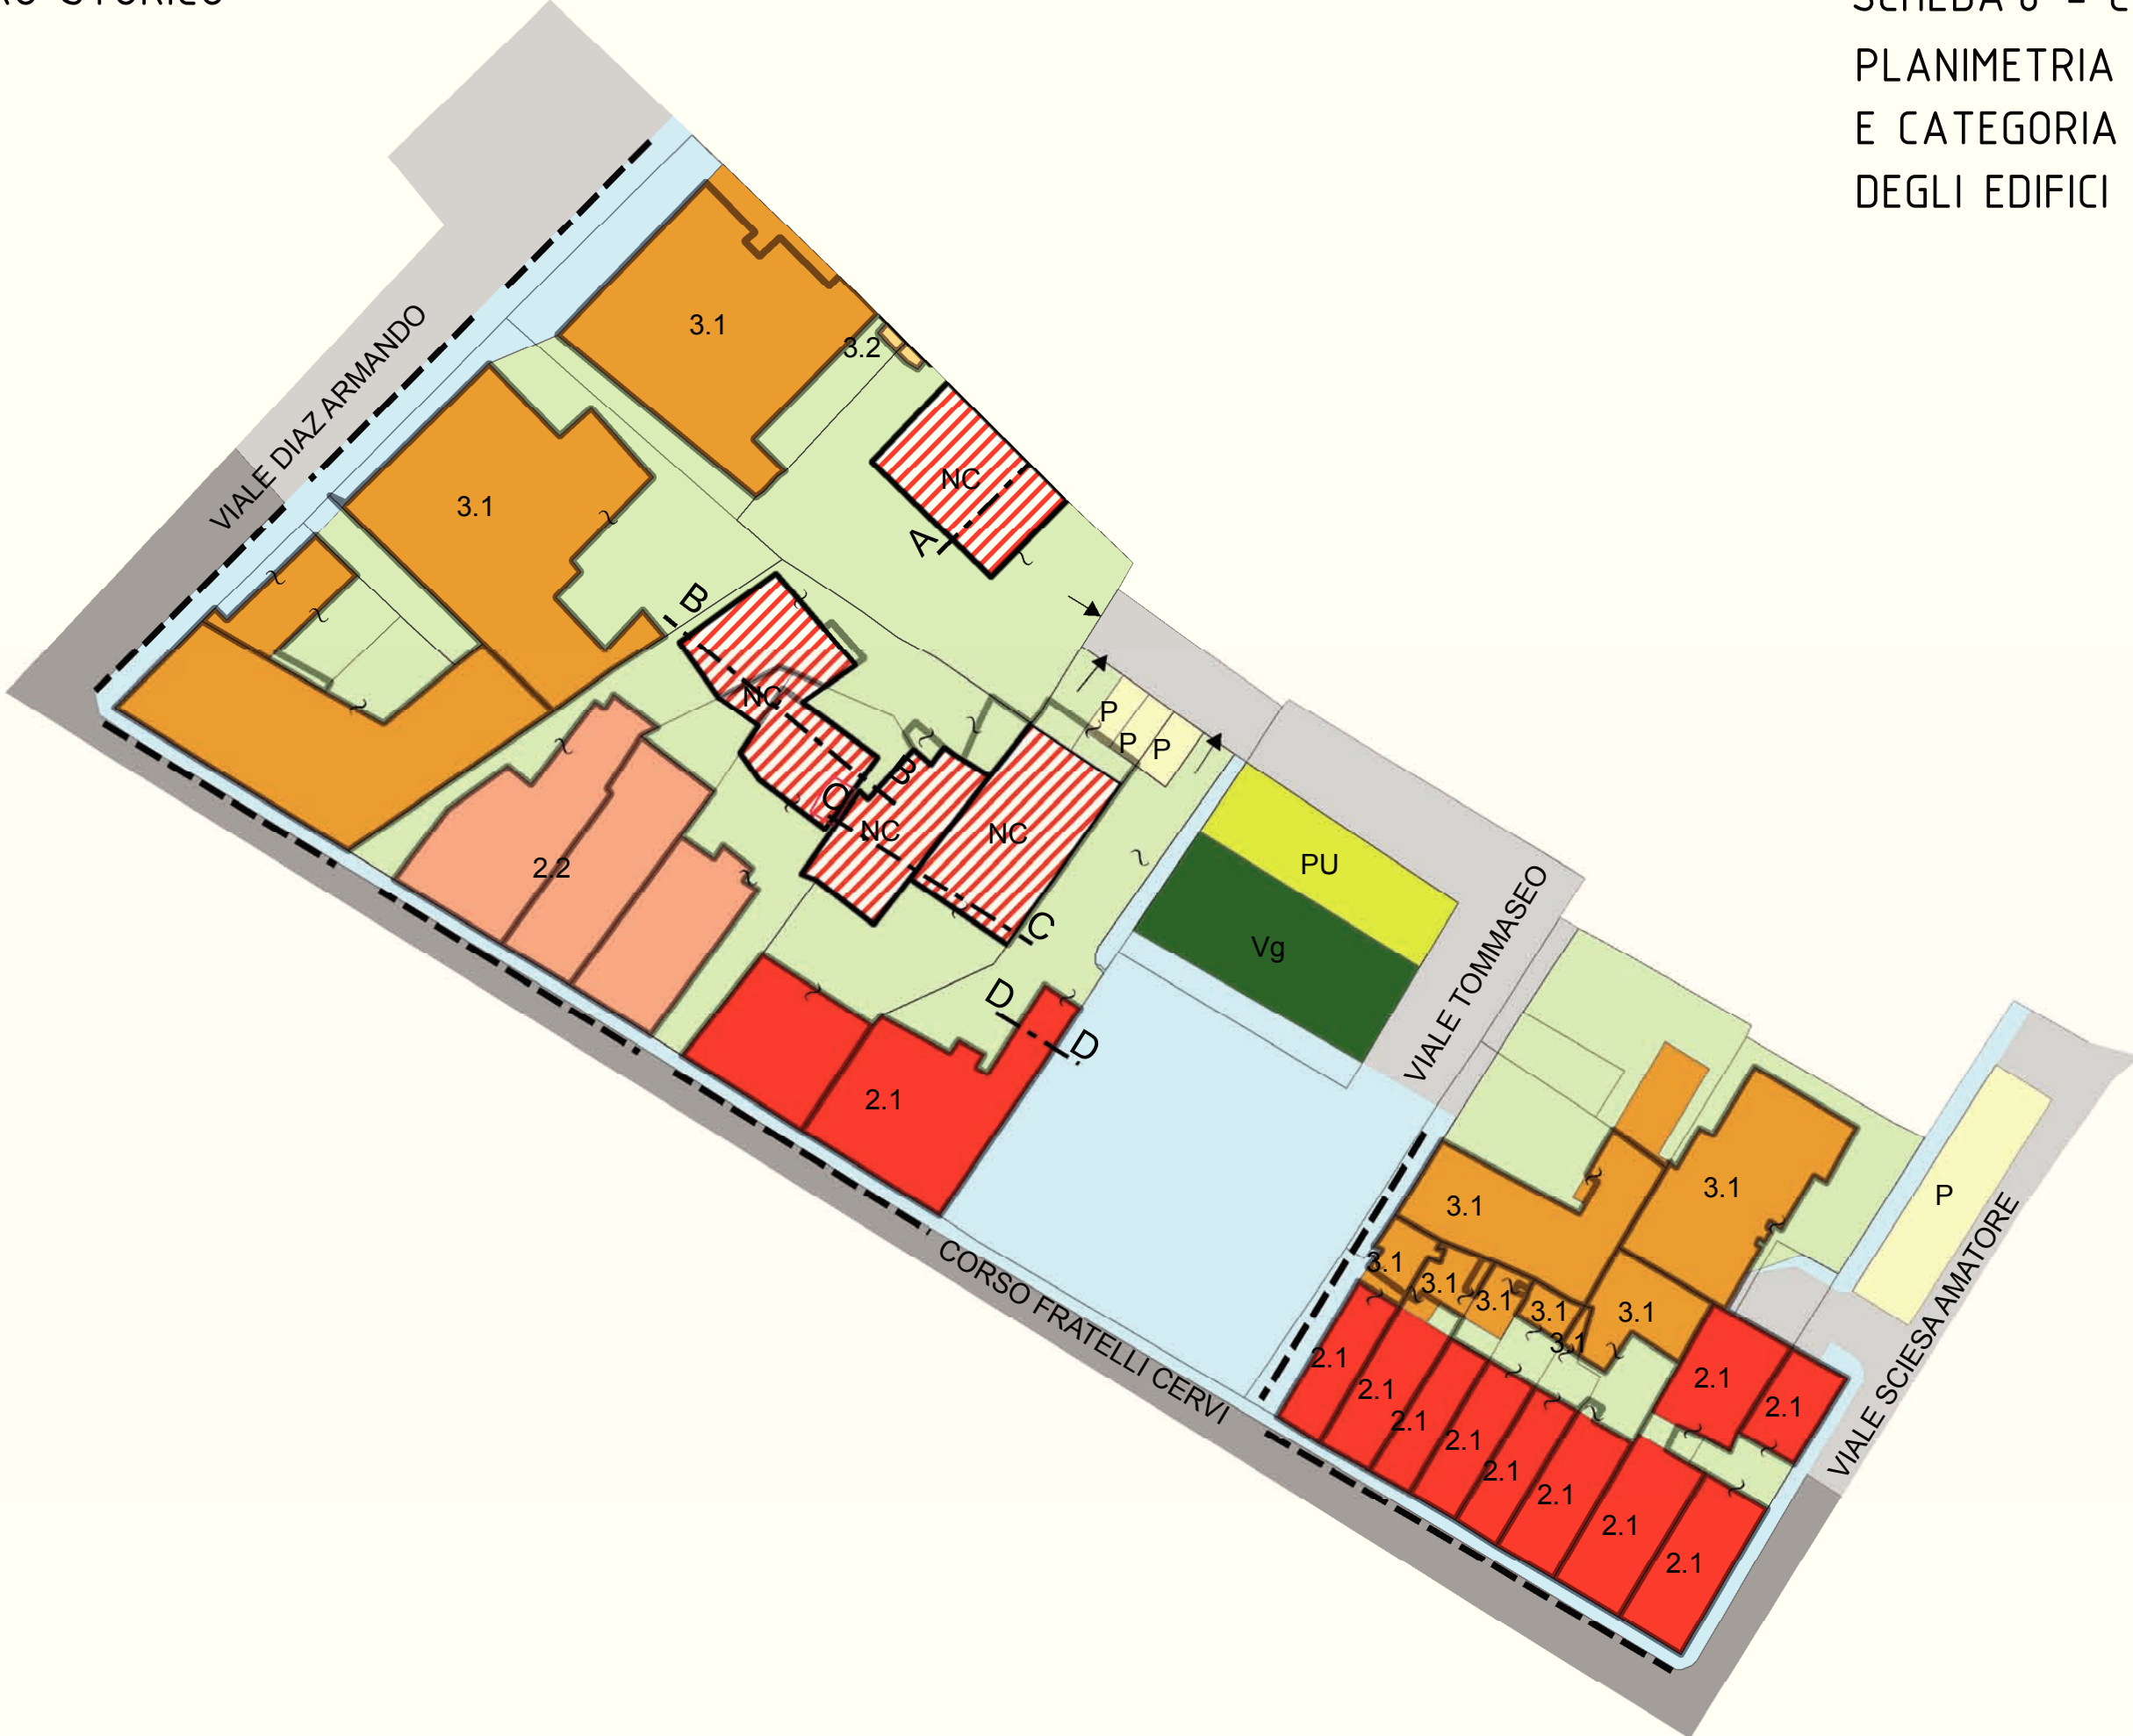 STORICO
PLANIMETRIA
E CATEGORIA
DEGLI EDIFICI
VIALE DIAZ ARMANDO
3.1
3.2
NC
A
3.1
B
NC
B
C
NC
NC
C
P
P
P
PU
Vg
VIALE TOMMASEO
2.2
D
D
2.1
CORSO FRATELLI CERVI
3.1
3.1
P
3.1
3.1
3.1
3.1
3.1
3.1
2.1
2.1
2.1
2.1
2.1
2.1
2.1
2.1
2.1
2.1
VIALE SCIESA AMATORE